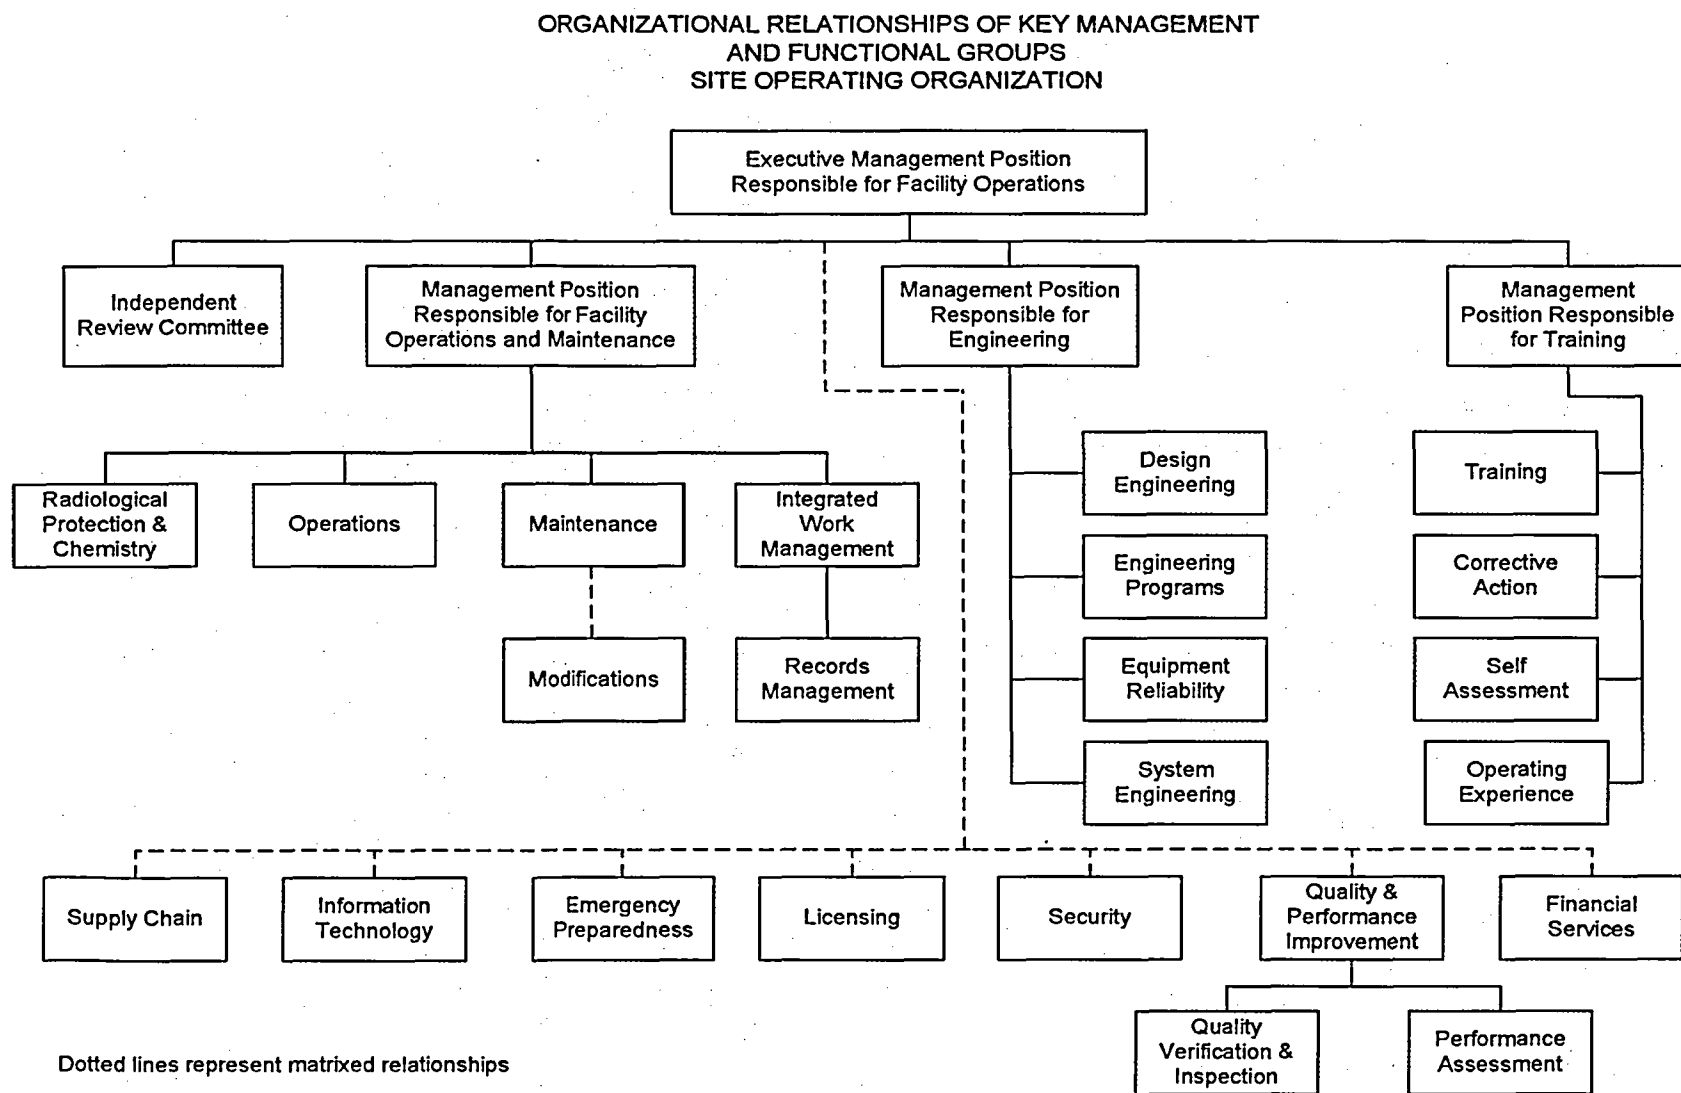 ORGANIZATIONAL RELATIONSHIPS OF KEY MANAGEMENT
AND FUNCTIONAL GROUPS
SITE OPERATING ORGANIZATION
Executive Management Position
Responsible for Facility Operations
Independent
Review Committee
Management Position
Responsible for Facility
Operations and Maintenance
Management Position
Responsible for
Engineering
Management
Position Responsible
for Training
Radiological
Protection &
Chemistry
Operations
Maintenance
Integrated
Work
Management
Design
Engineering
Training
Engineering
Programs
Corrective
Action
Modifications
Records
Management
Equipment
Reliability
Self
Assessment
System
Engineering
Operating
Experience
Supply Chain
Information
Technology
Emergency
Preparedness
Licensing
Security
Quality &
Performance
Improvement
Financial
Services
Quality
Verification &
Inspection
Performance
Assessment
Dotted lines represent matrixed relationships